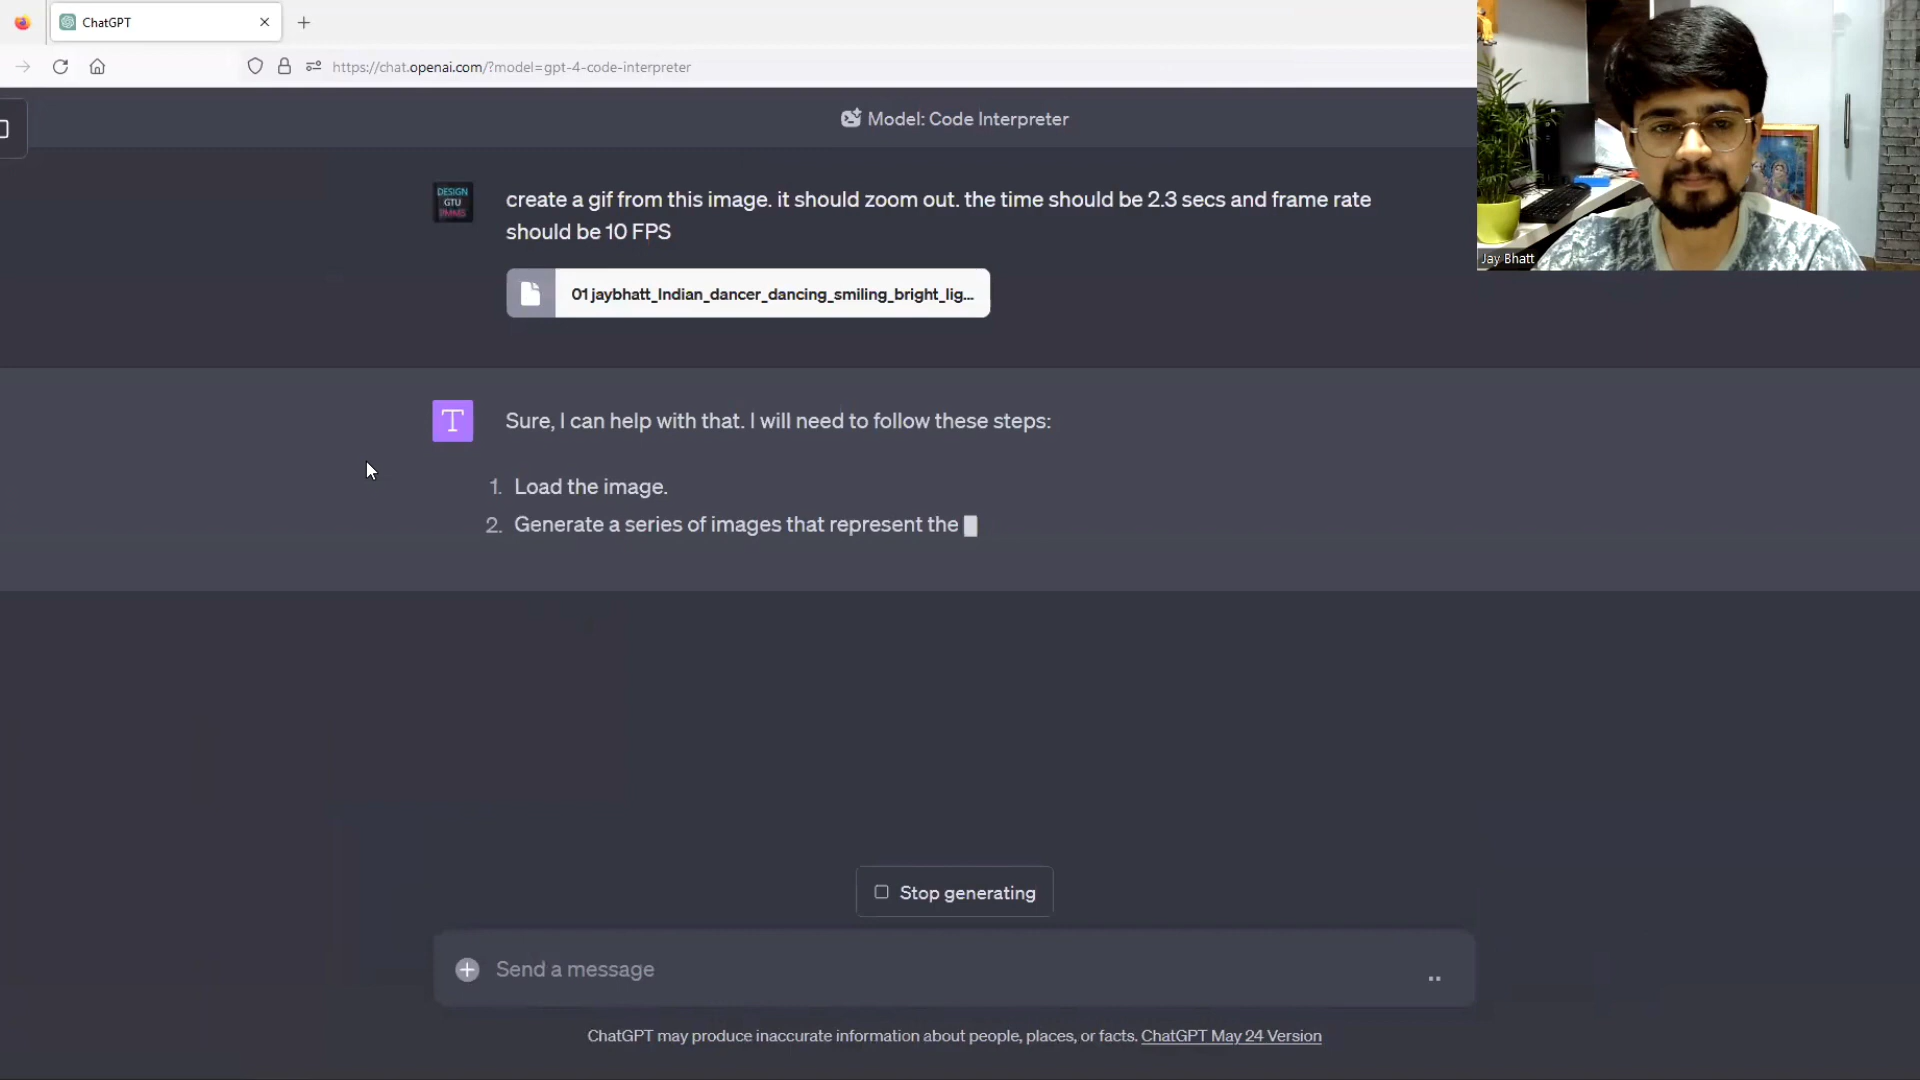 ChatGPT
https://chat.openai.com/?model=gpt-4-code-interpreter
Model: Code Interpreter
Jay Bhatt
DESIGN
GTU
create a gif from this image. it should zoom out. the time should be 2.3 secs and frame rate
should be 10 FPS
01 jaybhatt_Indian_dancer_dancing_smiling_bright_lig...
T
Sure, I can help with that. I will need to follow these steps:
1. Load the image.
2. Generate a series of images that represent the
Stop generating
Send a message
ChatGPT may produce inaccurate information about people, places, or facts. ChatGPT May 24 Version